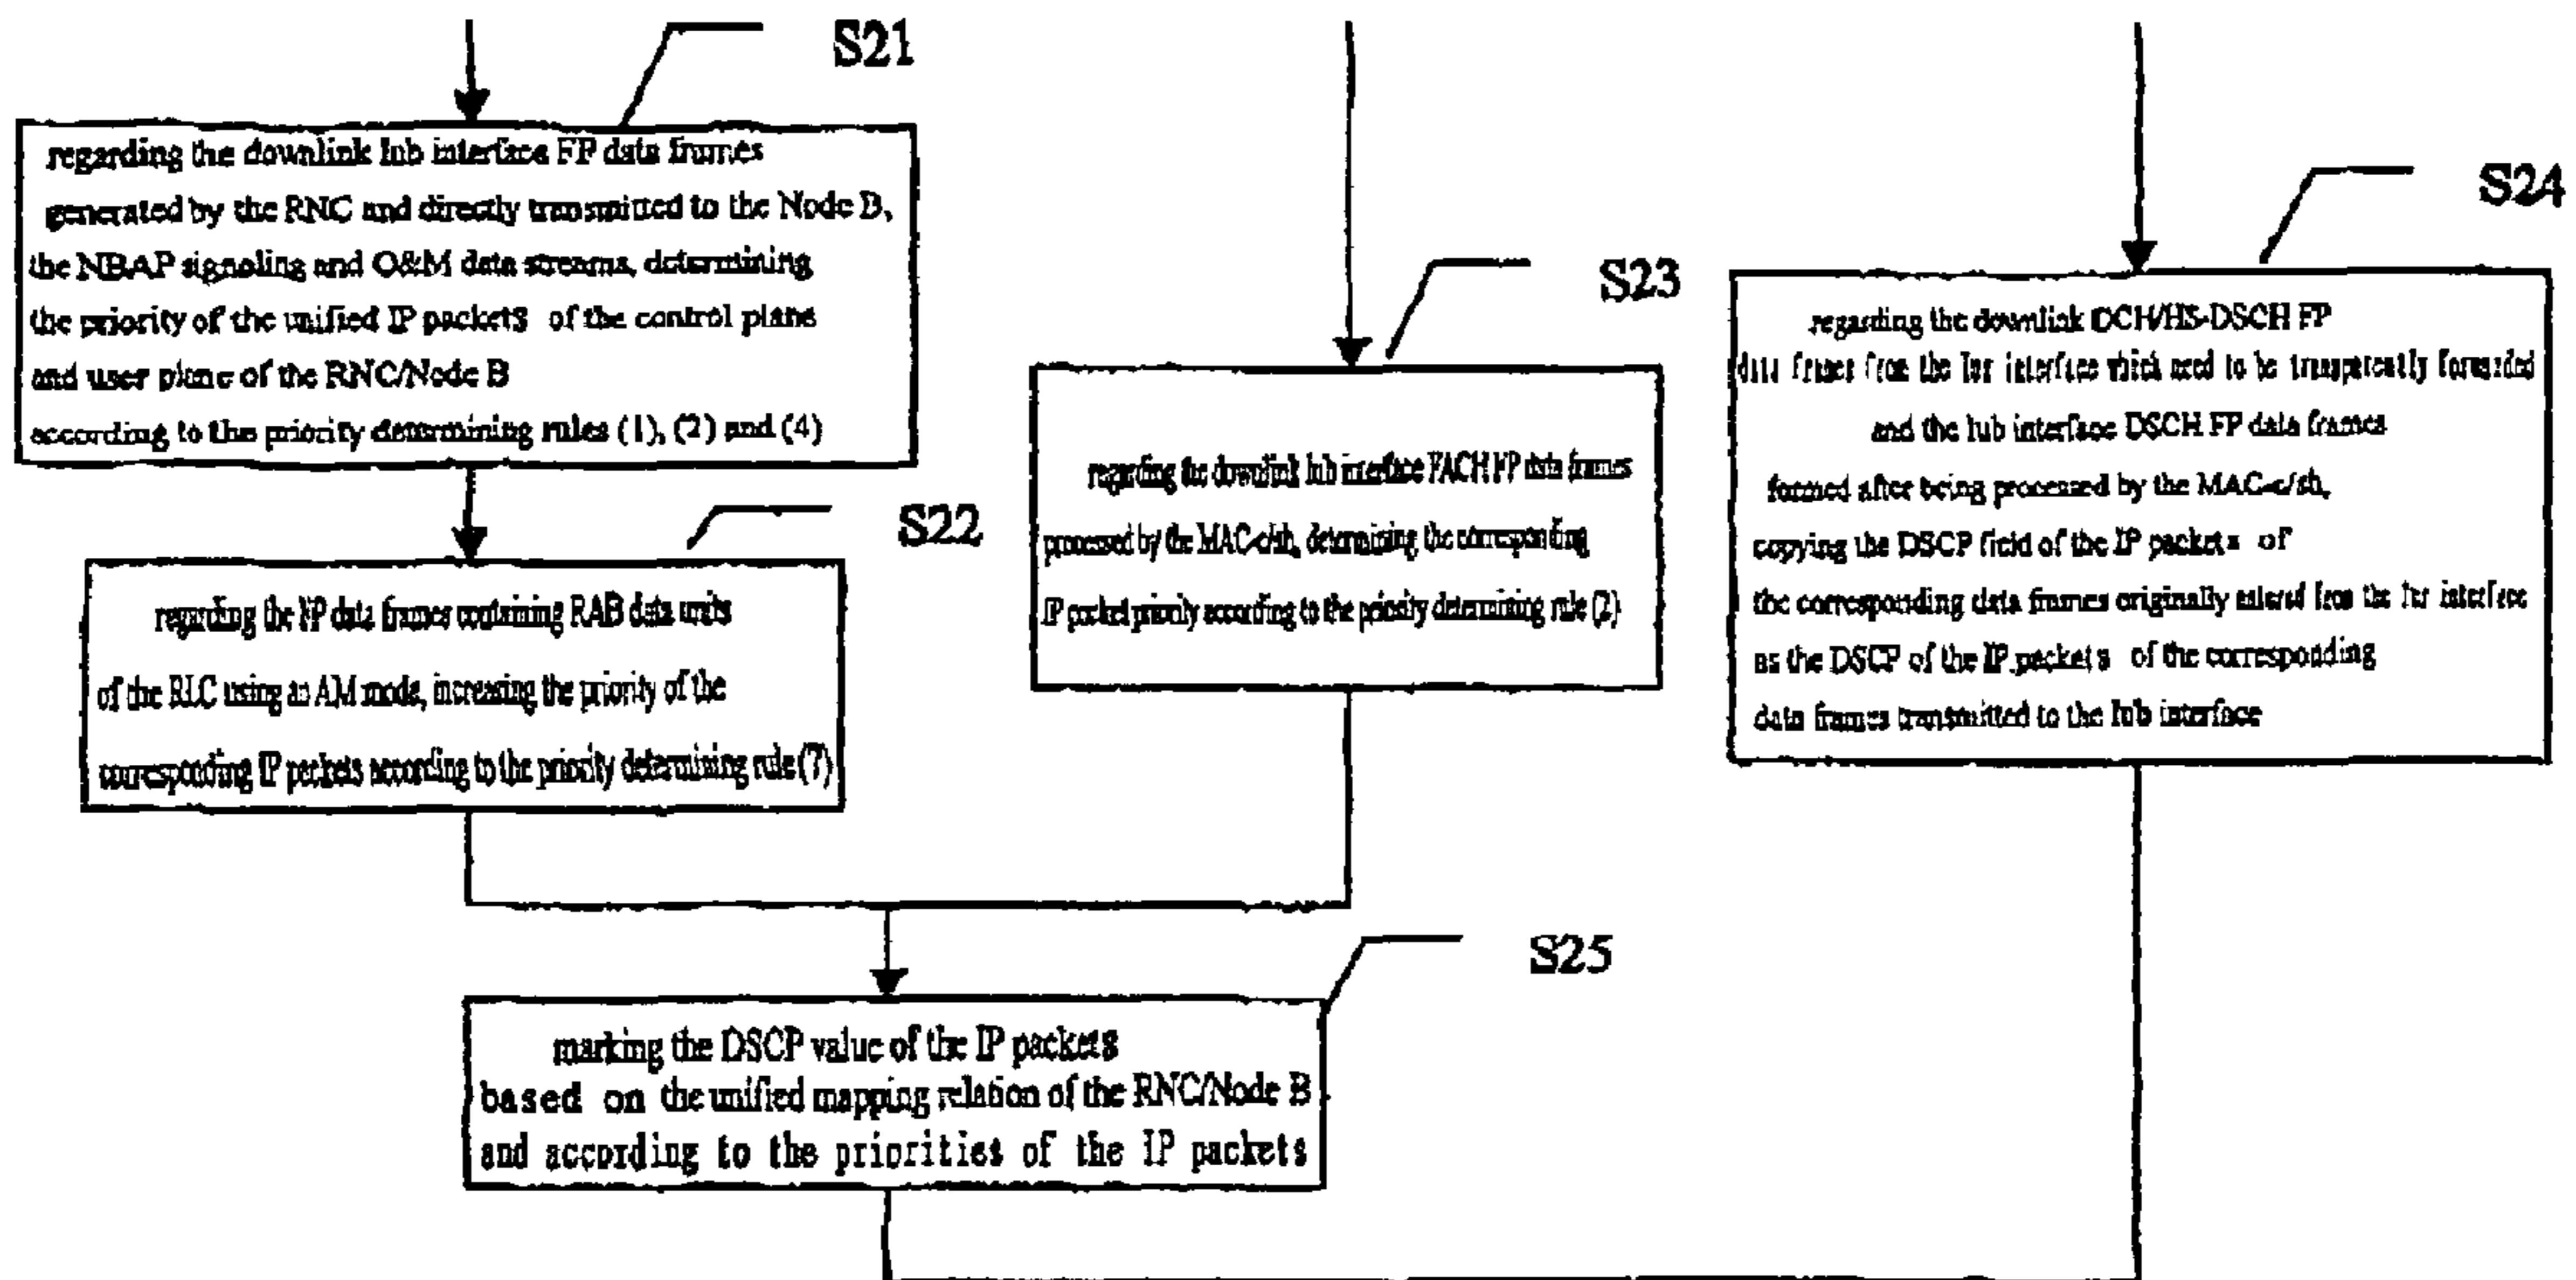 S21
regarding the downlink Iub interface FP data frames
generated by the RNC and directly transmitted to the Node B,
the NBAP signaling and O&M data streams, determining
the priority of the unified IP packets of the control plane
and user plane of the RNC/Node B
according to the priority determining rules (1), (2) and (4)
S22
regarding the FP data frames containing RAB data units
of the RLC using an AM mode, increasing the priority of the
corresponding IP packets according to the priority determining rule (7)
S23
regarding the downlink Iub interface FACH FP data frames
processed by the MAC-c/sh, determining the corresponding
IP packet priority according to the priority determining rule (2)
S24
regarding the downlink DCH/HS-DSCH FP
data frames from the Iur interface which need to be transparently forwarded
and the Iub interface DSCH FP data frames
formed after being processed by the MAC-c/sh,
copying the DSCP field of the IP packets of
the corresponding data frames originally entered from the Iur interface
as the DSCP of the IP packets of the corresponding
data frames transmitted to the Iub interface
S25
marking the DSCP value of the IP packets
based on the unified mapping relation of the RNC/Node B
and according to the priorities of the IP packets